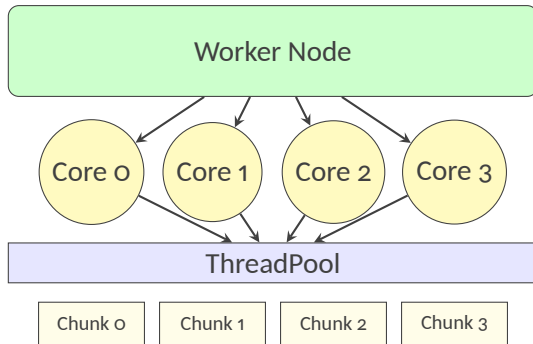 Worker Node
Core 0
Core 1
Core 2
Core 3
ThreadPool
Chunk 0
Chunk 1
Chunk 2
Chunk 3